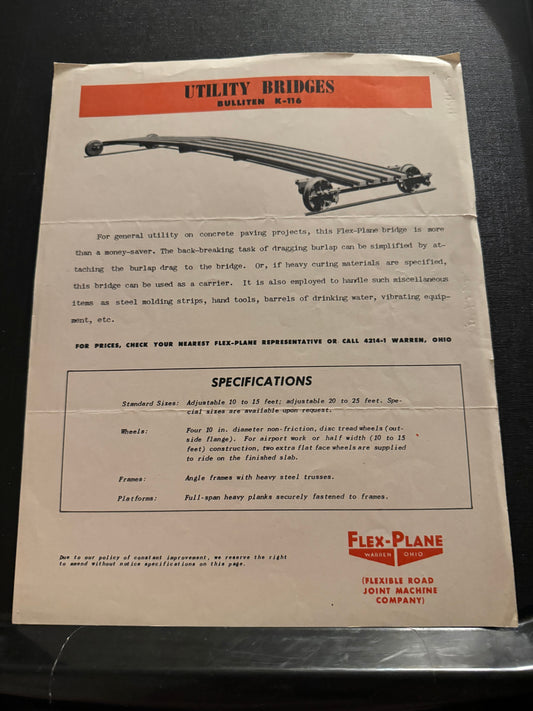 UTILITY BRIDGES
BULLITEN K-116
For general utility on concrete paving projects, this Flex-Plane bridge is more
than a money-saver. The back-breaking task of dragging burlap can be simplified by at-
taching the burlap drag to the bridge. Or, if heavy curing materials are specified,
this bridge can be used as a carrier. It is also employed to handle such miscellaneous
items as steel molding strips, hand tools, barrels of drinking water, vibrating equip-
ment, etc.
FOR PRICES, CHECK YOUR NEAREST FLEX-PLANE REPRESENTATIVE OR CALL 4214-1 WARREN, OHIO
SPECIFICATIONS
Standard Sizes: Adjustable 10 to 15 feet; adjustable 20 to 25 feet. Spe-
cial sizes are available upon request.
Wheels: Four 10 in. diameter non-friction, disc tread wheels (out-
side flange). For airport work or half width (10 to 15
feet) construction, two extra flat face wheels are supplied
to ride on the finished slab.
Frames: Angle frames with heavy steel trusses.
Platforms: Full-span heavy planks securely fastened to frames.
Due to our policy of constant improvement, we reserve the right
to amend without notice specifications on this page.
FLEX-PLANE
WARREN OHIO
(FLEXIBLE ROAD
JOINT MACHINE
COMPANY)